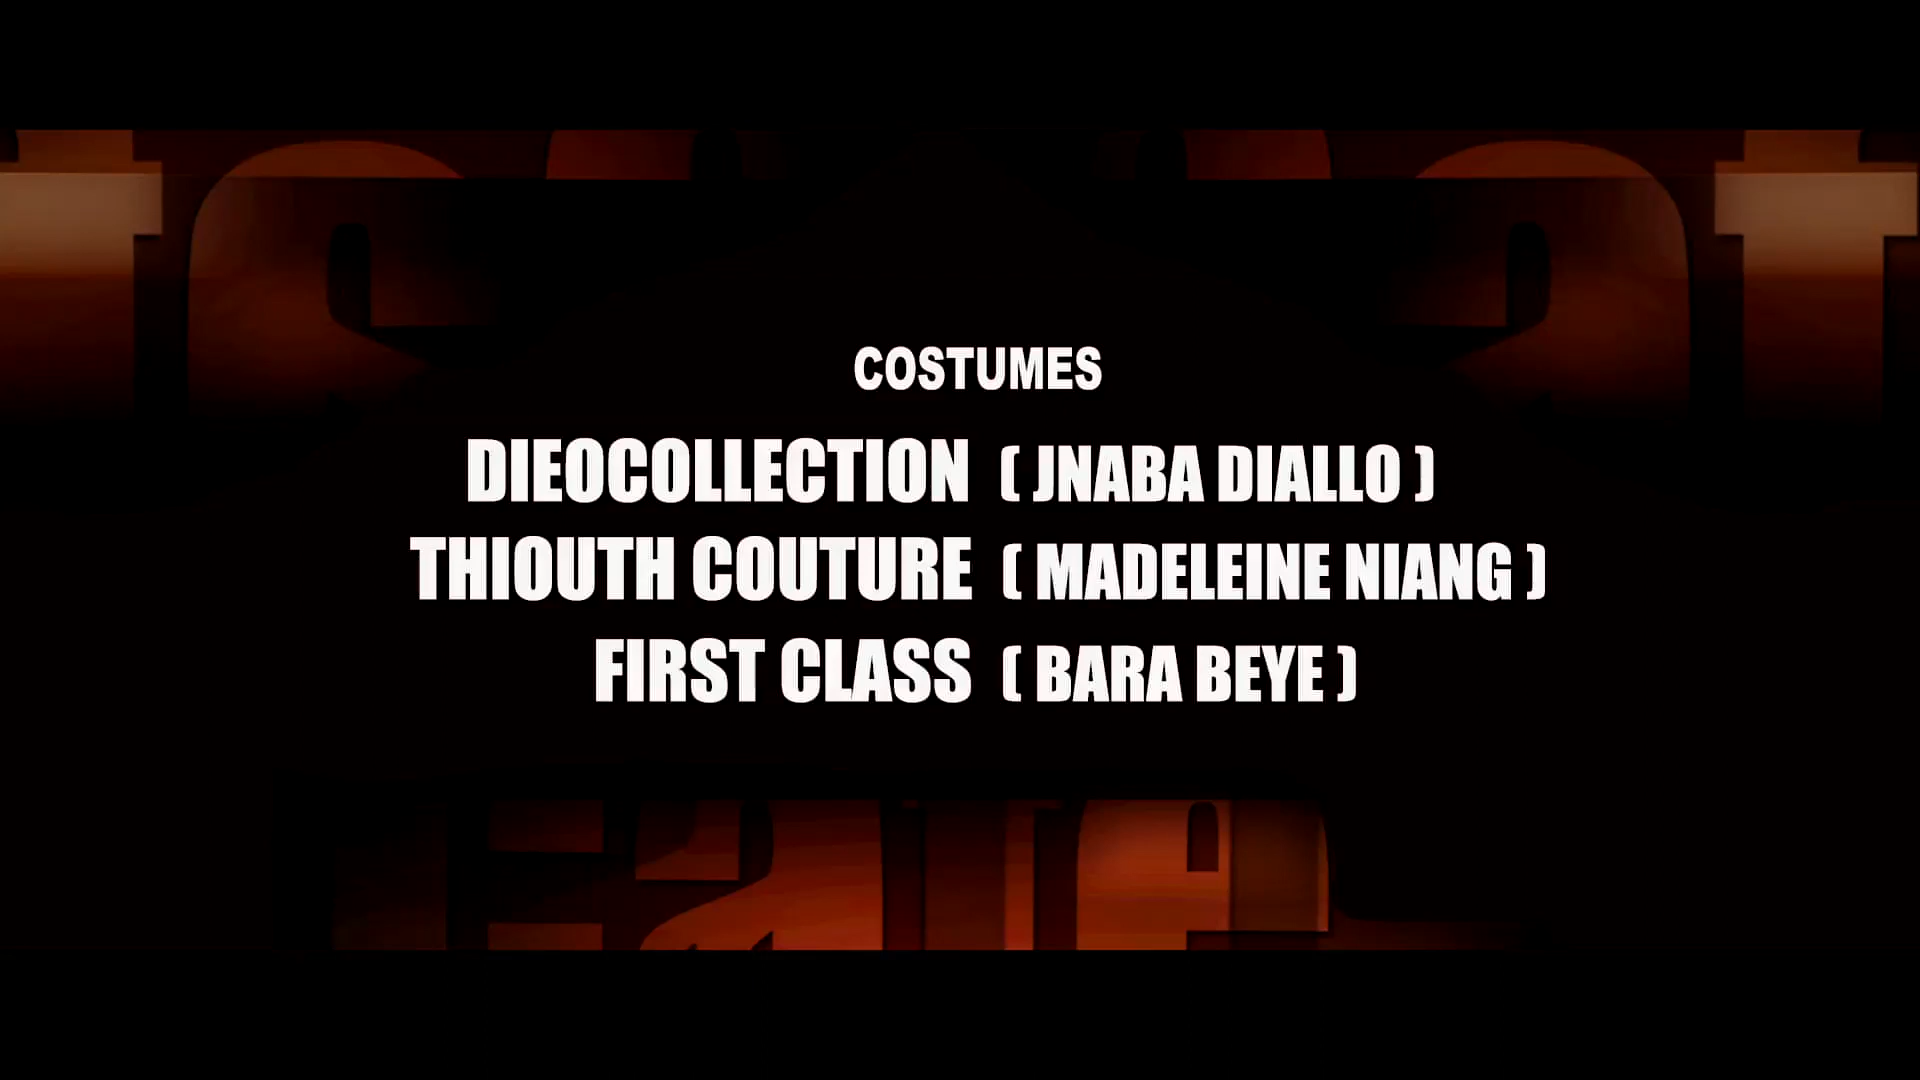 COSTUMES
DIEOCOLLECTION ( JNABA DIALLO )
THIOUTH COUTURE ( MADELEINE NIANG )
FIRST CLASS ( BARA BEYE )